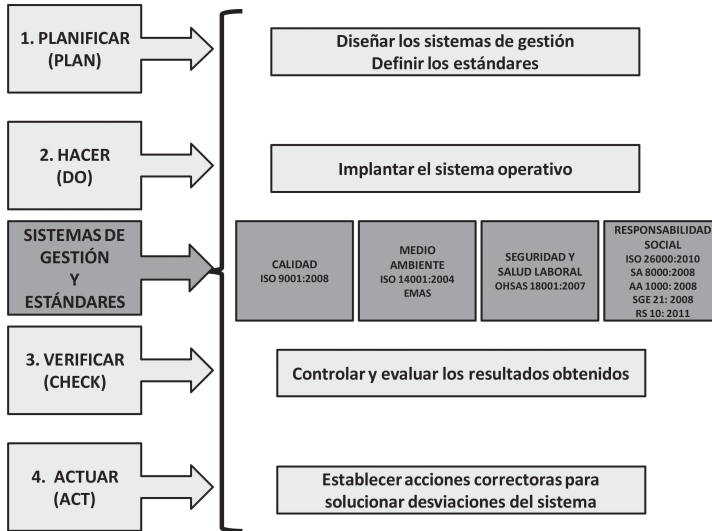 1. PLANIFICAR
(PLAN)
Diseñar los sistemas de gestión
Definir los estándares
2. HACER
(DO)
Implantar el sistema operativo
SISTEMAS DE
GESTIÓN
Y
ESTÁNDARES
CALIDAD
ISO 9001:2008
MEDIO
AMBIENTE
ISO 14001:2004
EMAS
SEGURIDAD Y
SALUD LABORAL
OHSAS 18001:2007
RESPONSABILIDAD
SOCIAL
ISO 26000:2010
SA 8000:2008
AA 1000: 2008
SGE 21: 2008
RS 10: 2011
3. VERIFICAR
(CHECK)
Controlar y evaluar los resultados obtenidos
4. ACTUAR
(ACT)
Establecer acciones correctoras para
solucionar desviaciones del sistema